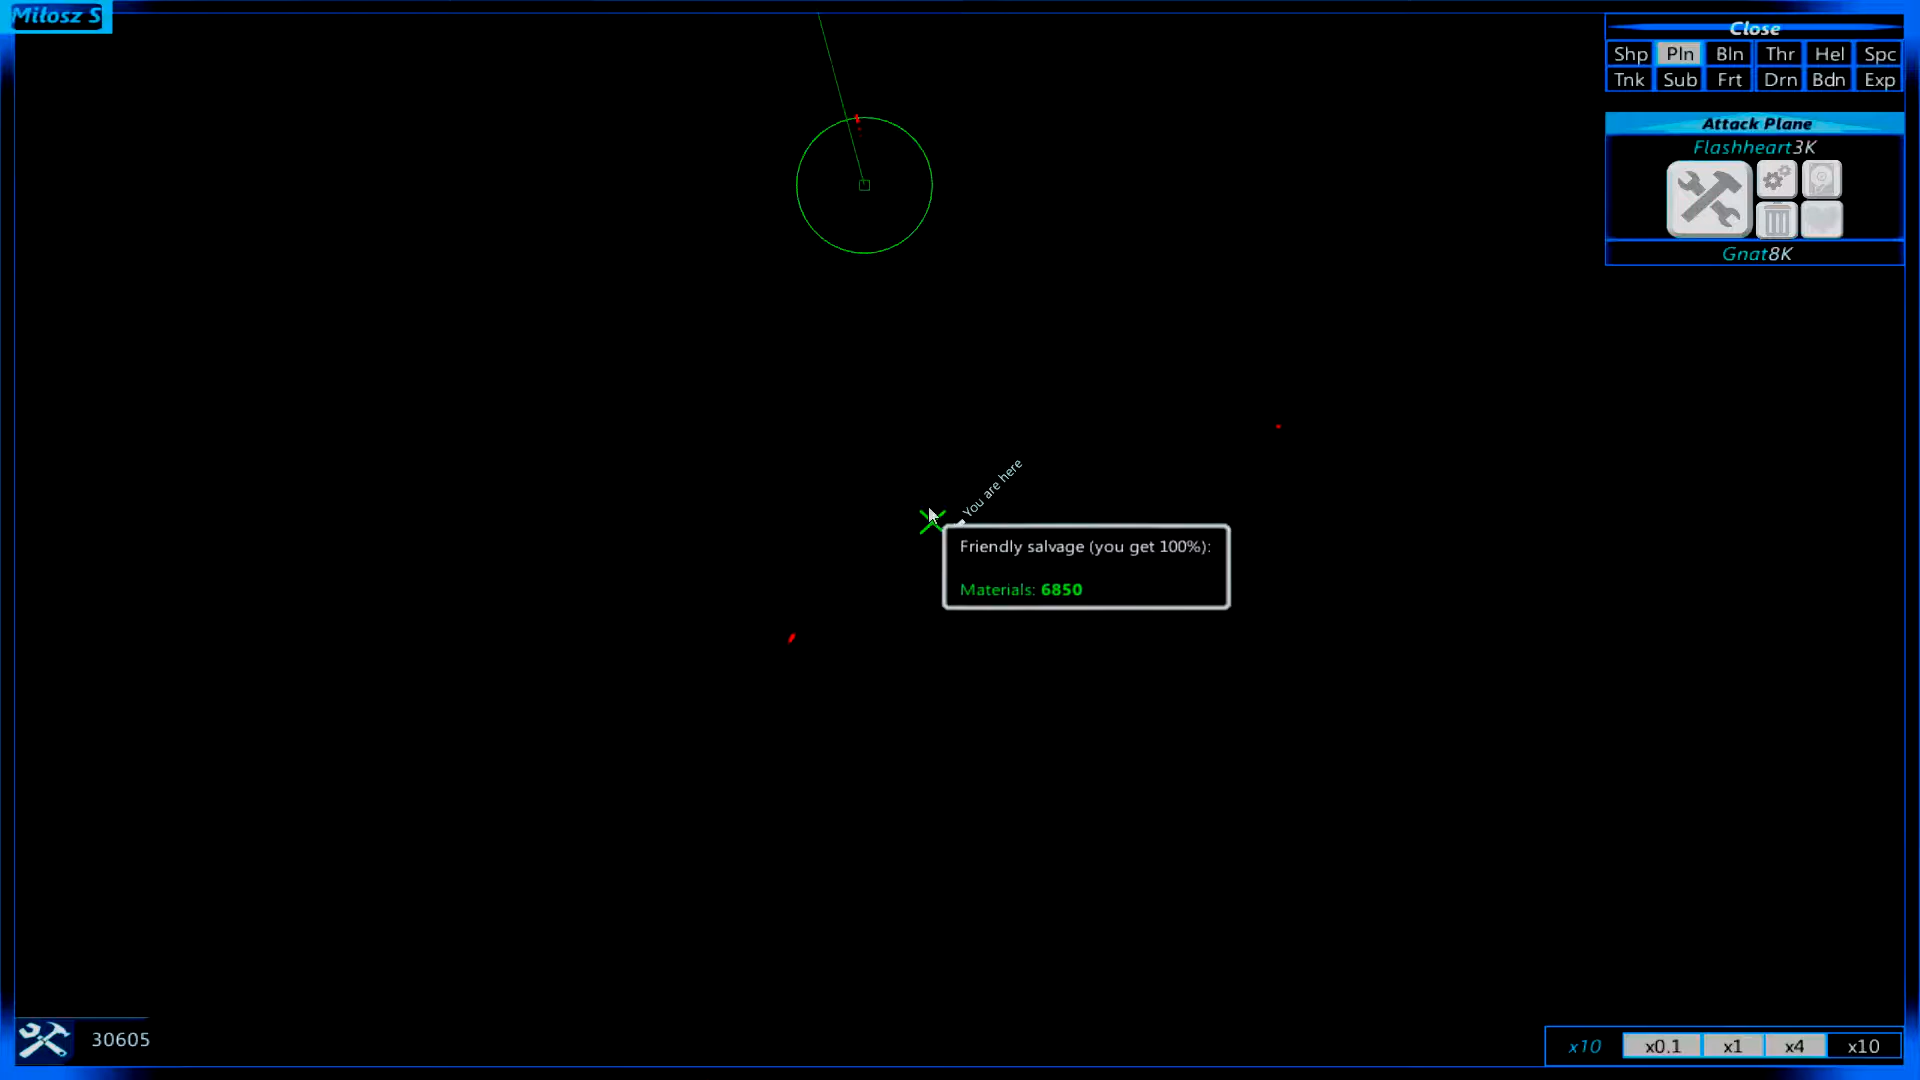 Miłosz S
Close
Shp Pln Bln Thr Hel Spc
Tnk Sub Frt Drn Bdn Exp
Attack Plane
Flashheart3K
Gnat8K
You are here
Friendly salvage (you get 100%):
Materials: 6850
30605
x10 x0.1 x1 x4 x10